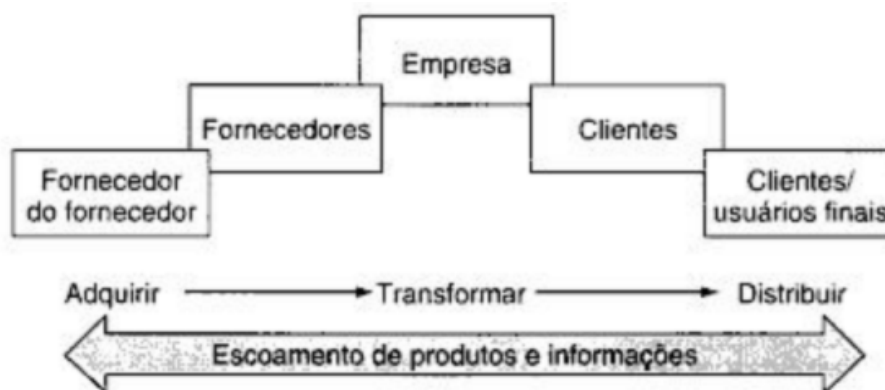 Empresa
Fornecedores
Clientes
Fornecedor
do fornecedor
Clientes/
usuários finais
Adquirir
Transformar
Distribuir
Escoamento de produtos e informações